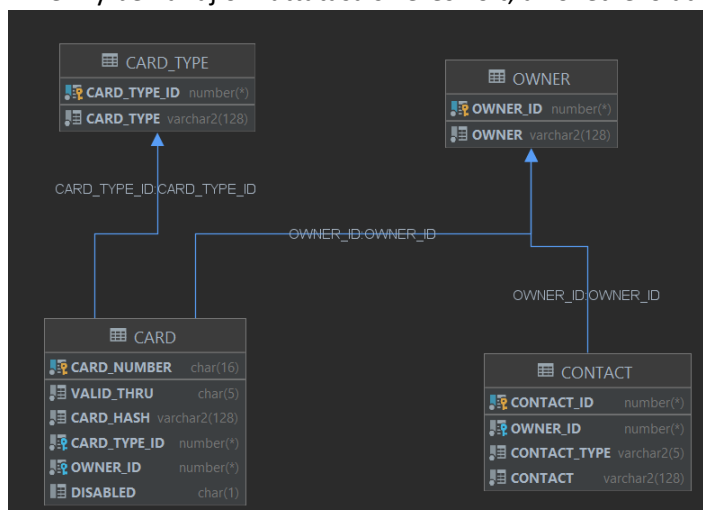 CARD_TYPE
CARD_TYPE_ID number(*)
CARD_TYPE varchar2(128)
OWNER
OWNER_ID number(*)
OWNER varchar2(128)
CARD_TYPE_ID:CARD_TYPE_ID
OWNER_ID:OWNER_ID
OWNER_ID:OWNER_ID
CARD
CARD_NUMBER char(16)
VALID_THRU char(5)
CARD_HASH varchar2(128)
CARD_TYPE_ID number(*)
OWNER_ID number(*)
DISABLED char(1)
CONTACT
CONTACT_ID number(*)
OWNER_ID number(*)
CONTACT_TYPE varchar2(5)
CONTACT varchar2(128)